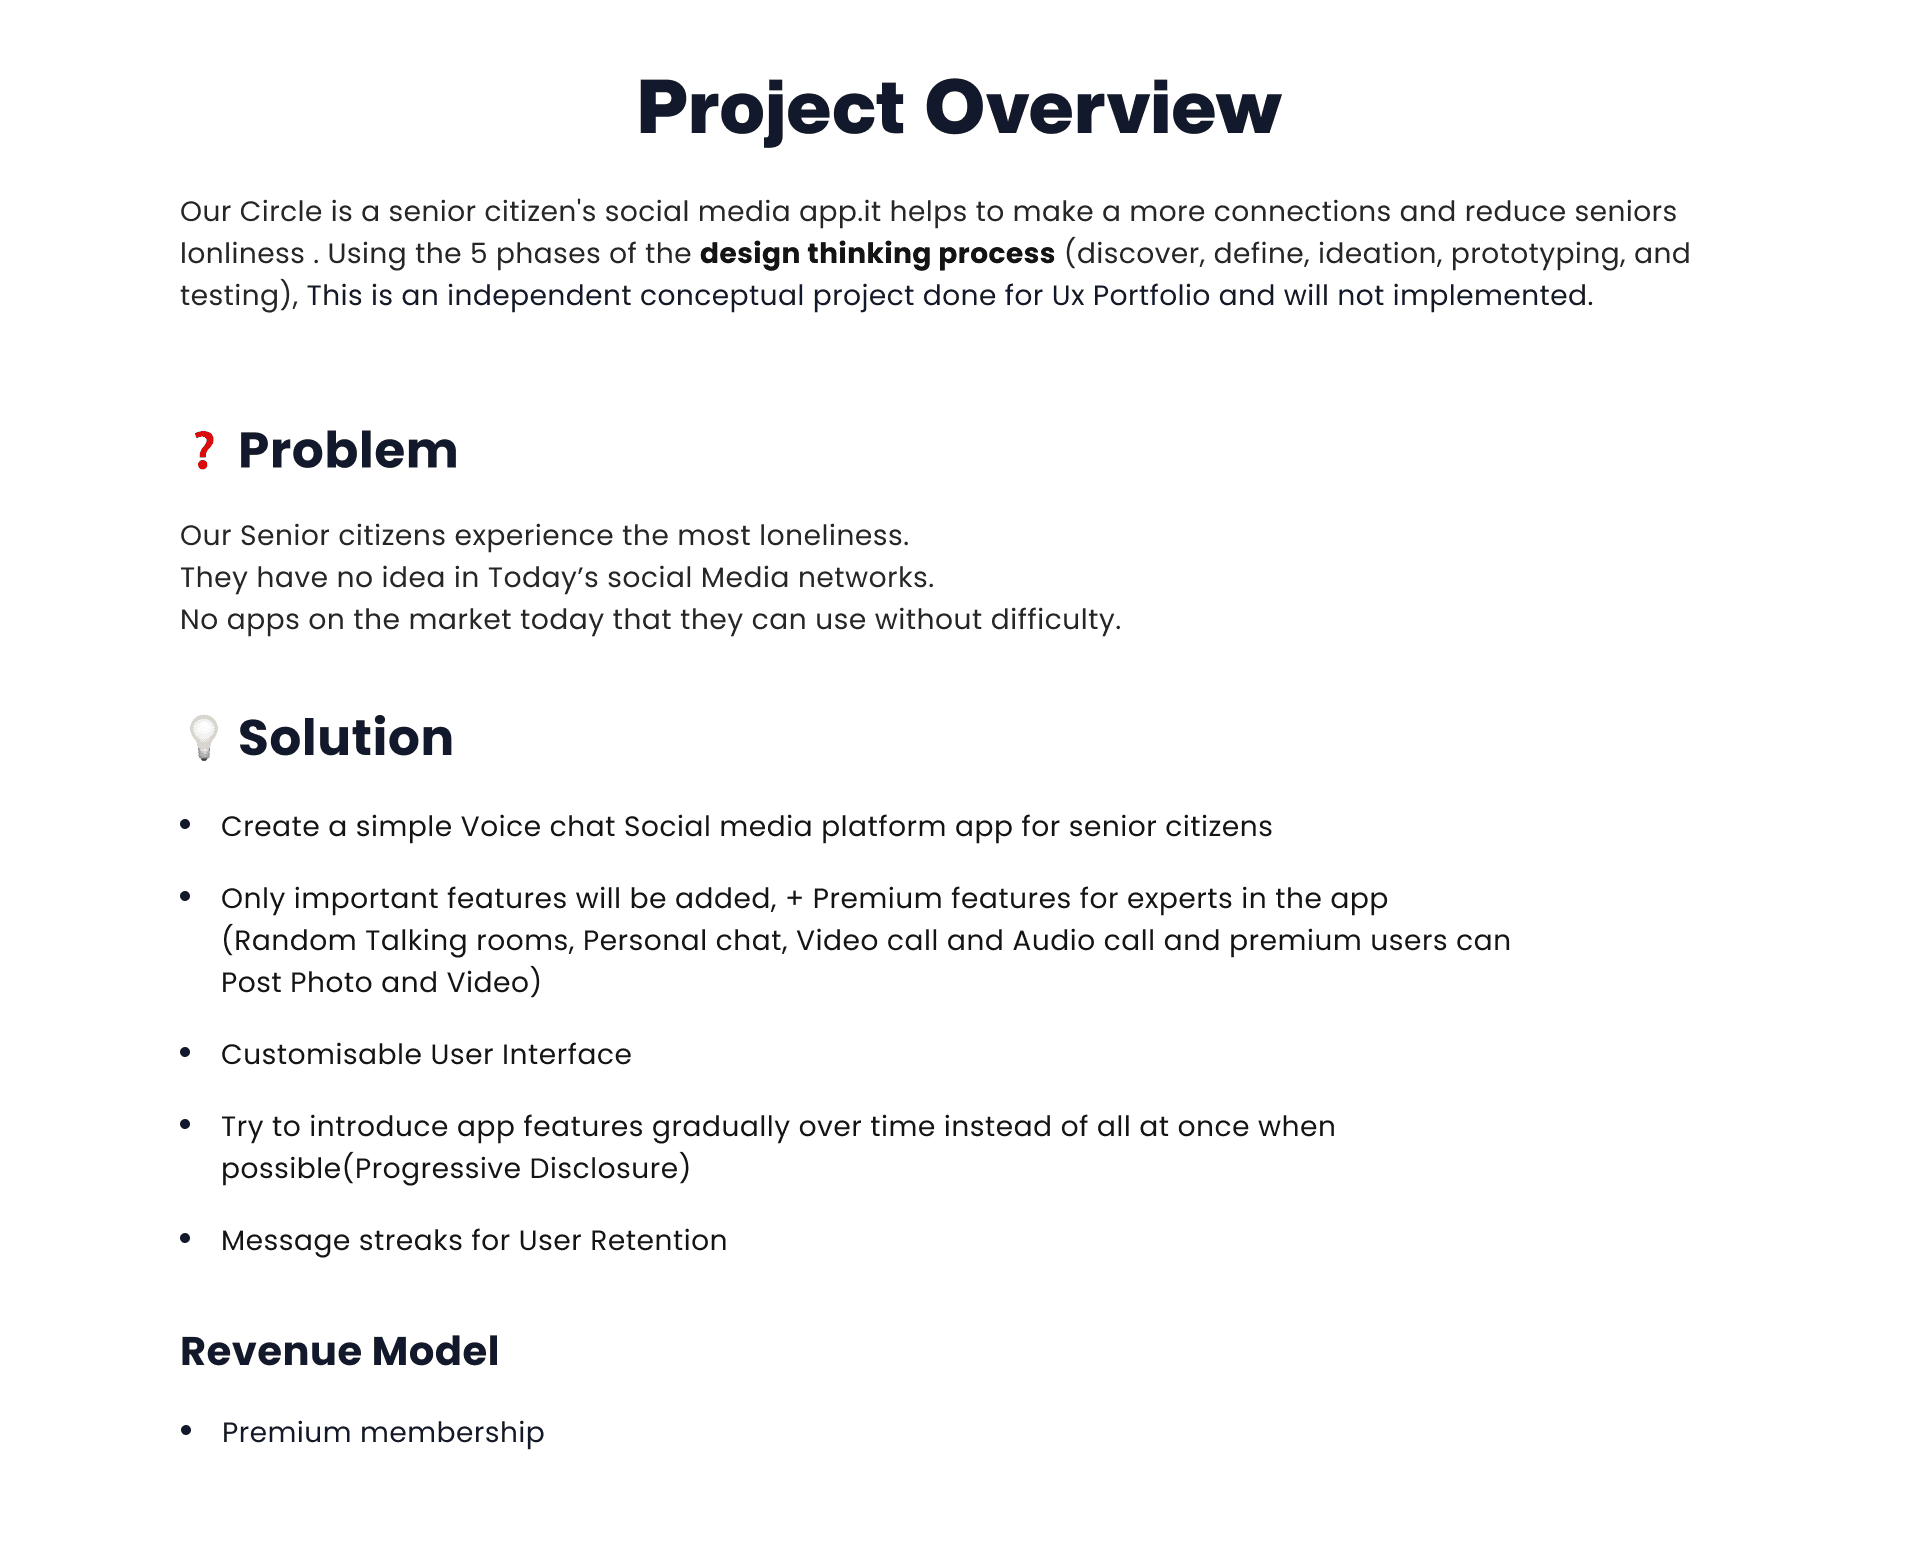 Project Overview
Our Circle is a senior citizen's social media app.it helps to make a more connections and reduce seniors
lonliness . Using the 5 phases of the design thinking process (discover, define, ideation, prototyping, and
testing), This is an independent conceptual project done for Ux Portfolio and will not implemented.
❓ Problem
Our Senior citizens experience the most loneliness.
They have no idea in Today’s social Media networks.
No apps on the market today that they can use without difficulty.
💡 Solution
• Create a simple Voice chat Social media platform app for senior citizens
• Only important features will be added, + Premium features for experts in the app
(Random Talking rooms, Personal chat, Video call and Audio call and premium users can
Post Photo and Video)
• Customisable User Interface
• Try to introduce app features gradually over time instead of all at once when
possible(Progressive Disclosure)
• Message streaks for User Retention
Revenue Model
• Premium membership